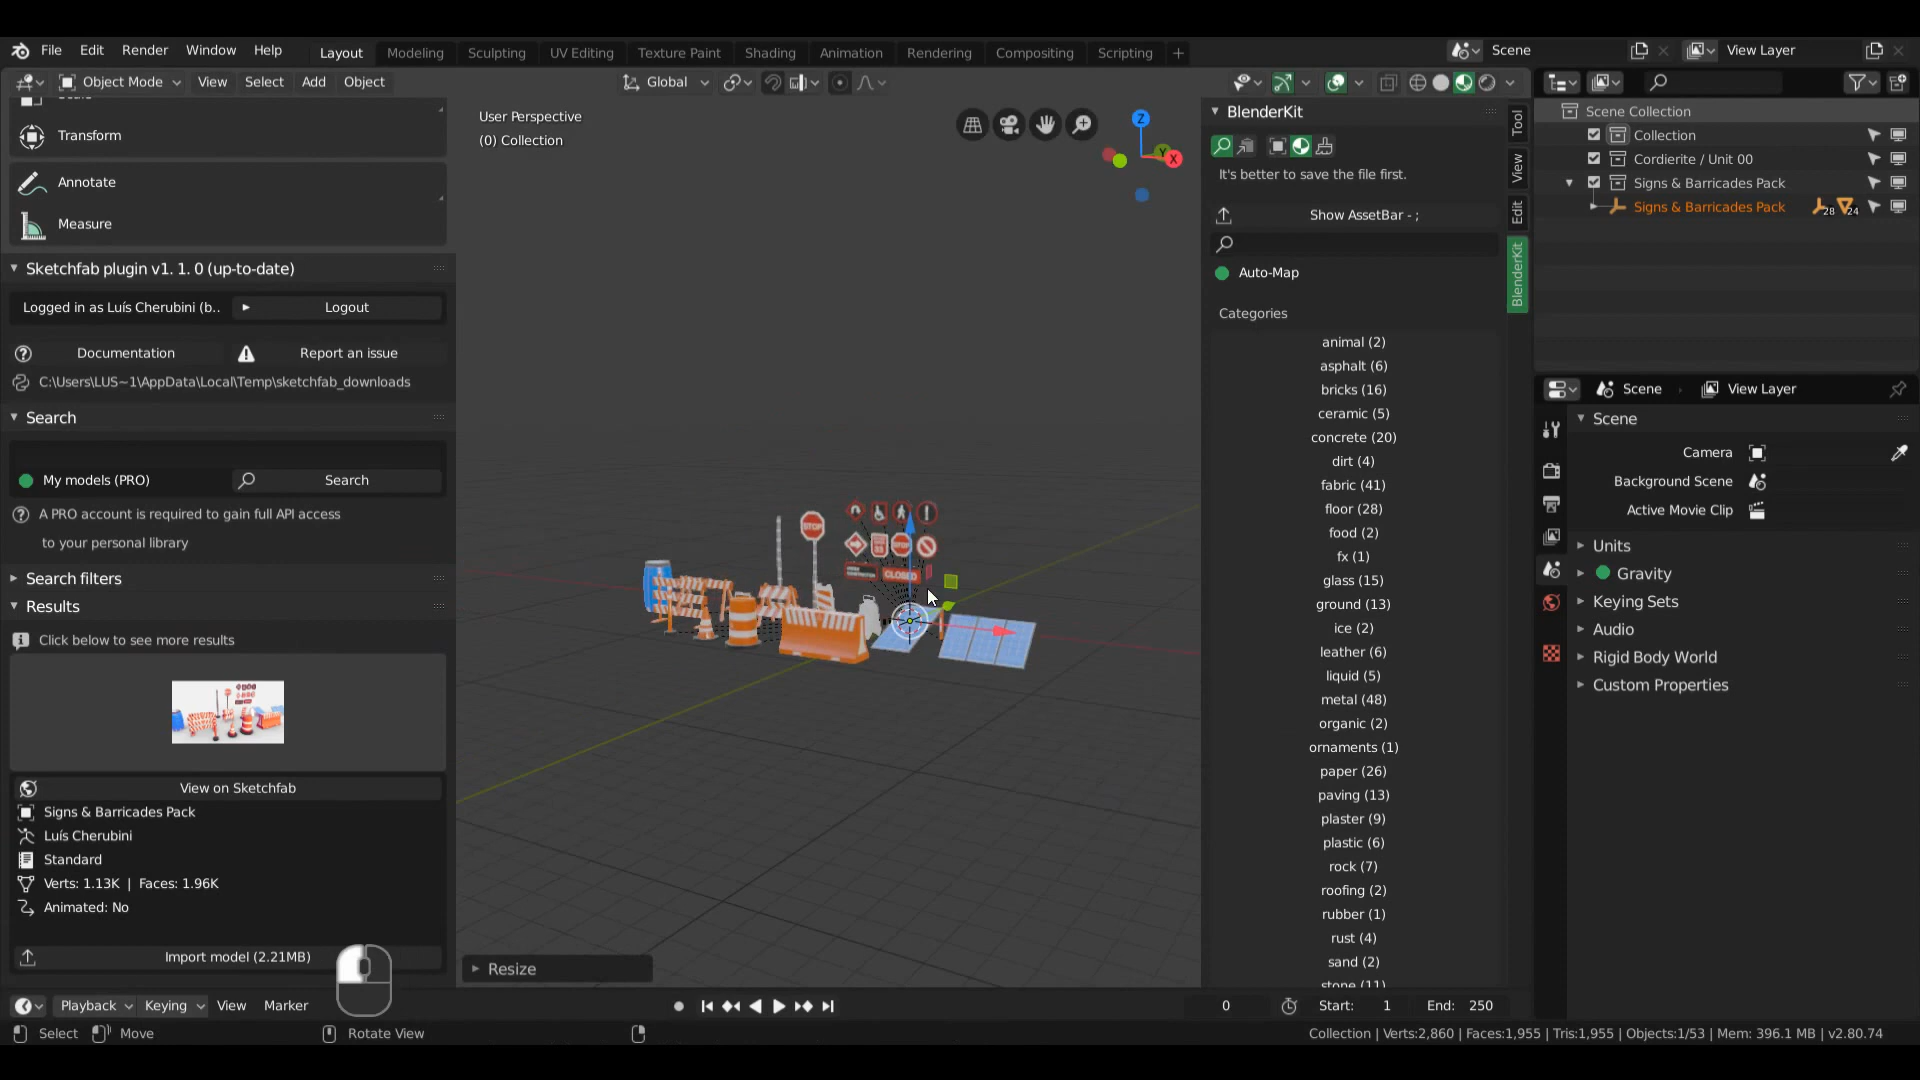 File Edit Render Window Help
Layout Modeling Sculpting UV Editing Texture Paint Shading Animation Rendering Compositing Scripting +
Scene
View Layer
Object Mode View Select Add Object
Global
Transform
Annotate
Measure
Sketchfab plugin v1. 1. 0 (up-to-date)
Logged in as Luís Cherubini (b.. Logout
Documentation Report an issue
C:\Users\LUS~1\AppData\Local\Temp\sketchfab_downloads
Search
My models (PRO) Search
A PRO account is required to gain full API access
to your personal library
Search filters
Results
Click below to see more results
View on Sketchfab
Signs & Barricades Pack
Luís Cherubini
Standard
Verts: 1.13K | Faces: 1.96K
Animated: No
Import model (2.21MB)
User Perspective
(0) Collection
Z
Y
X
STOP
STOP
CLOSED
Resize
BlenderKit
It's better to save the file first.
Show AssetBar - ;
Auto-Map
Categories
animal (2)
asphalt (6)
bricks (16)
ceramic (5)
concrete (20)
dirt (4)
fabric (41)
floor (28)
food (2)
fx (1)
glass (15)
ground (13)
ice (2)
leather (6)
liquid (5)
metal (48)
organic (2)
ornaments (1)
paper (26)
paving (13)
plaster (9)
plastic (6)
rock (7)
roofing (2)
rubber (1)
rust (4)
sand (2)
stone (11)
Tool
View
Edit
BlenderKit
Scene Collection
Collection
Cordierite / Unit 00
Signs & Barricades Pack
Signs & Barricades Pack 28 24
Scene View Layer
Scene
Camera
Background Scene
Active Movie Clip
Units
Gravity
Keying Sets
Audio
Rigid Body World
Custom Properties
Playback Keying View Marker
0 Start: 1 End: 250
Select Move Rotate View
Collection | Verts:2,860 | Faces:1,955 | Tris:1,955 | Objects:1/53 | Mem: 396.1 MB | v2.80.74